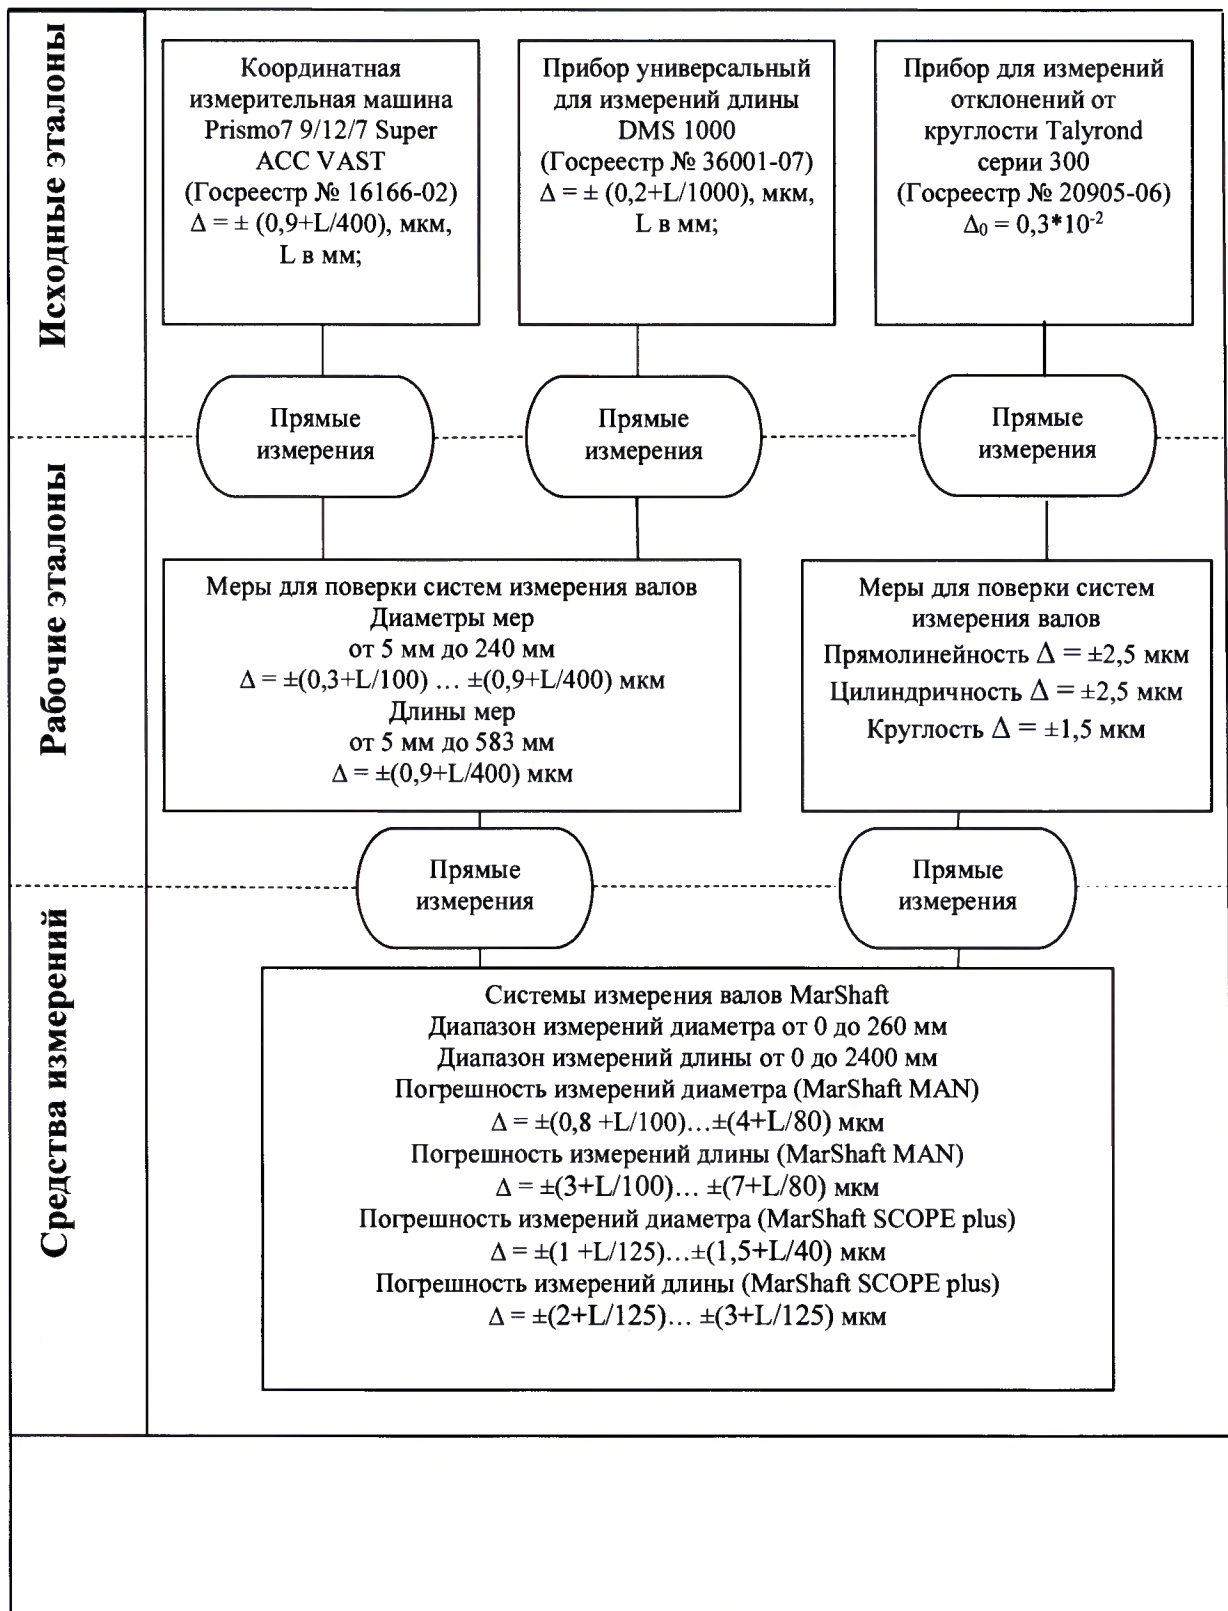 Исходные эталоны
Координатная
измерительная машина
Prismo7 9/12/7 Super
ACC VAST
(Госреестр № 16166-02)
Δ = ± (0,9+L/400), мкм,
L в мм;
Прибор универсальный
для измерений длины
DMS 1000
(Госреестр № 36001-07)
Δ = ± (0,2+L/1000), мкм,
L в мм;
Прибор для измерений
отклонений от
круглости Talyrond
серии 300
(Госреестр № 20905-06)
Δ₀ = 0,3*10⁻²
Прямые
измерения
Прямые
измерения
Прямые
измерения
Рабочие эталоны
Меры для поверки систем измерения валов
Диаметры мер
от 5 мм до 240 мм
Δ = ±(0,3+L/100) … ±(0,9+L/400) мкм
Длины мер
от 5 мм до 583 мм
Δ = ±(0,9+L/400) мкм
Меры для поверки систем
измерения валов
Прямолинейность Δ = ±2,5 мкм
Цилиндричность Δ = ±2,5 мкм
Круглость Δ = ±1,5 мкм
Прямые
измерения
Прямые
измерения
Средства измерений
Системы измерения валов MarShaft
Диапазон измерений диаметра от 0 до 260 мм
Диапазон измерений длины от 0 до 2400 мм
Погрешность измерений диаметра (MarShaft MAN)
Δ = ±(0,8 +L/100)…±(4+L/80) мкм
Погрешность измерений длины (MarShaft MAN)
Δ = ±(3+L/100)… ±(7+L/80) мкм
Погрешность измерений диаметра (MarShaft SCOPE plus)
Δ = ±(1 +L/125)…±(1,5+L/40) мкм
Погрешность измерений длины (MarShaft SCOPE plus)
Δ = ±(2+L/125)… ±(3+L/125) мкм